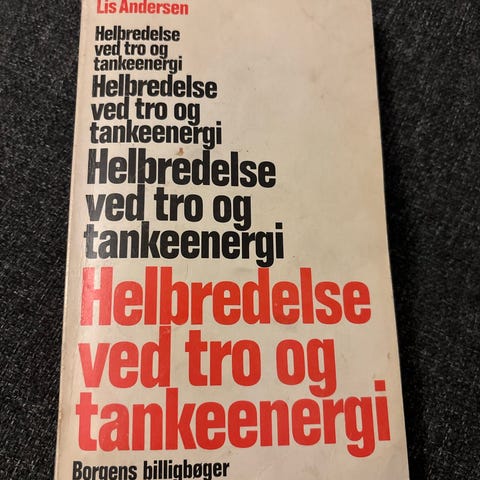 Lis Andersen
Helbredelse
ved tro og
tankeenergi
Helbredelse
ved tro og
tankeenergi
Helbredelse
ved tro og
tankeenergi
Helbredelse
ved tro og
tankeenergi
Borgens billigbøger